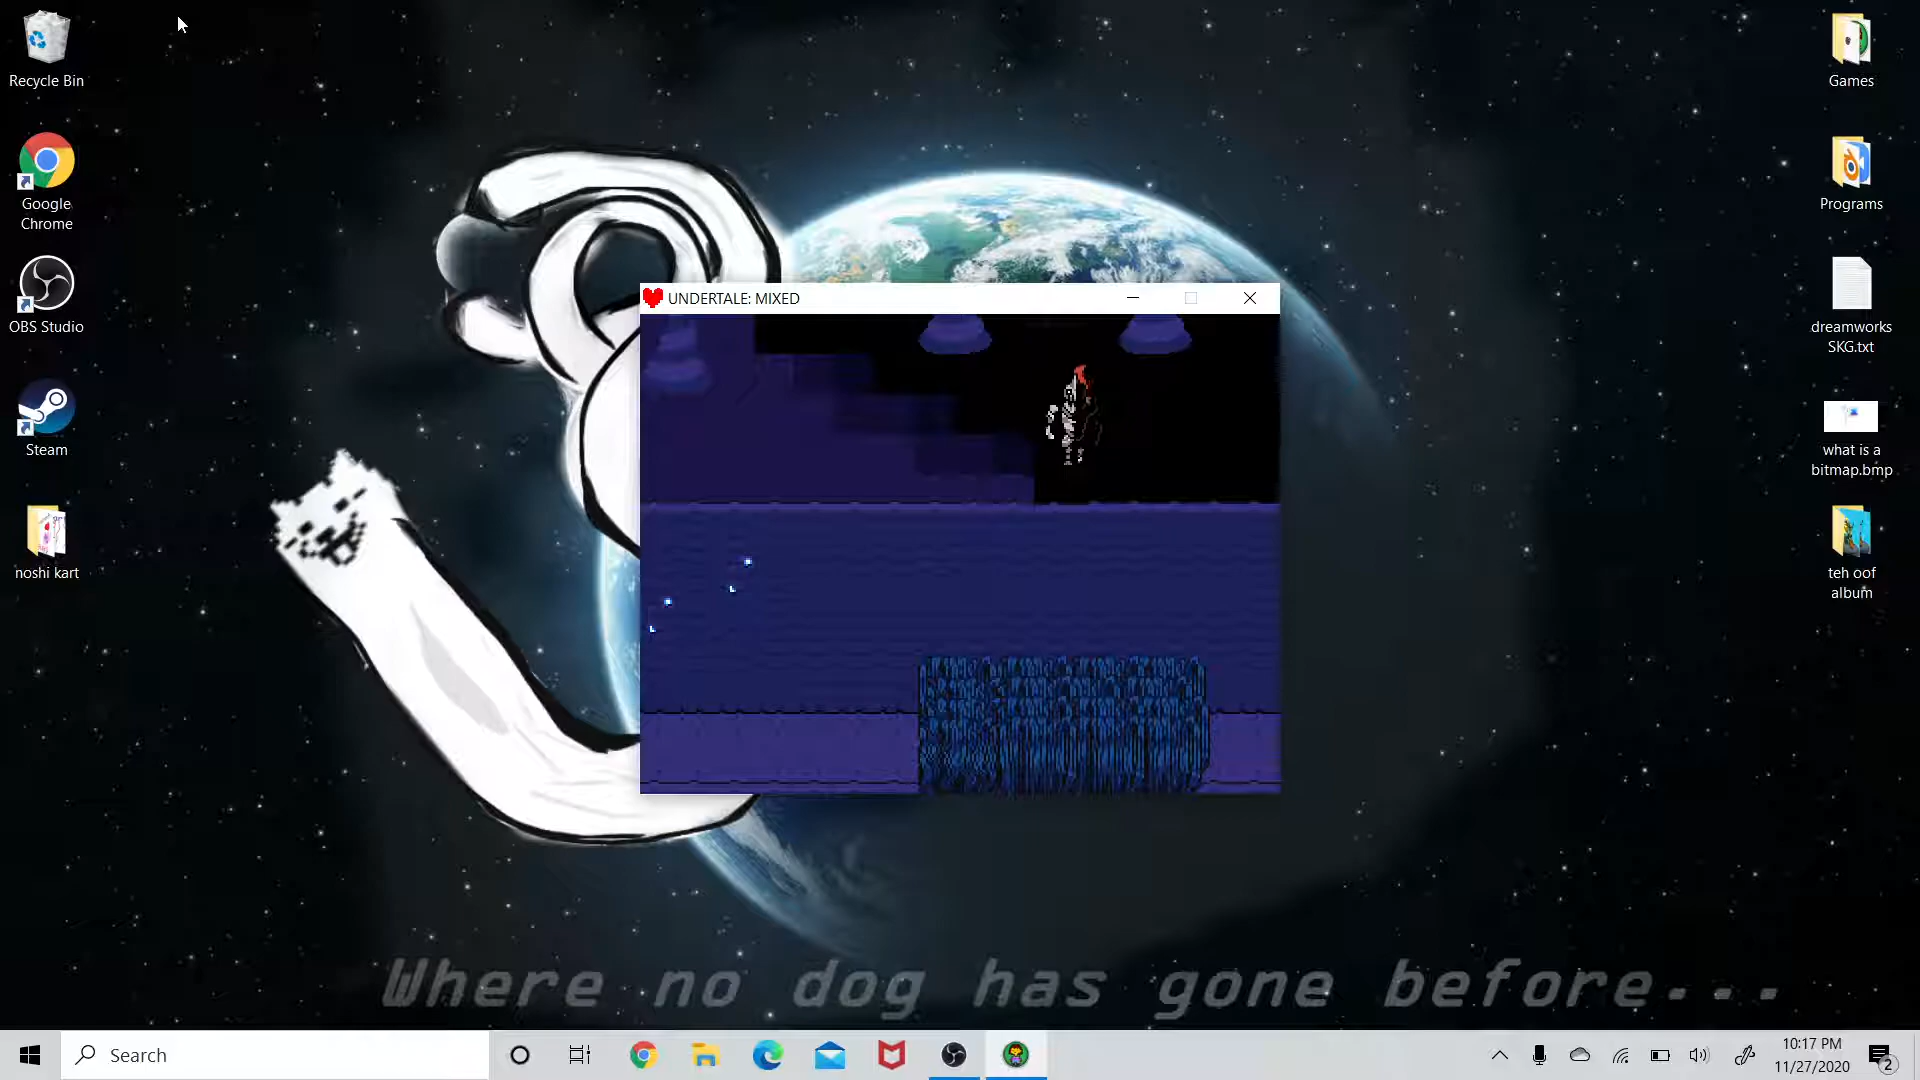 Recycle Bin
Google
Chrome
OBS Studio
Steam
noshi kart
Games
Programs
dreamworks
SKG.txt
what is a
bitmap.bmp
teh oof
album
UNDERTALE: MIXED
Where no dog has gone before...
Search
10:17 PM
11/27/2020
2